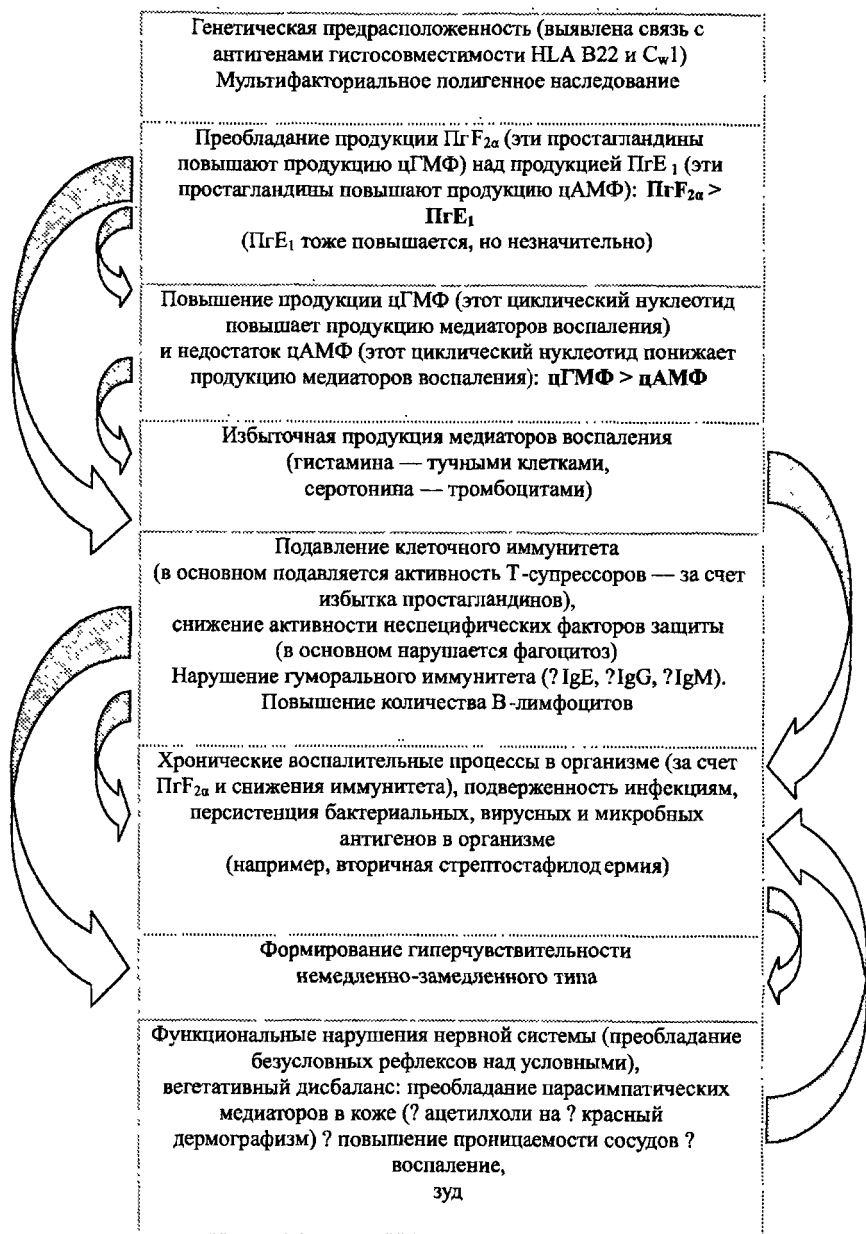 Генетическая предрасположенность (выявлена связь с
антигенами гистосовместимости HLA B22 и Cw1)
Мультифакториальное полигенное наследование
Преобладание продукции ПгF2α (эти простагландины
повышают продукцию цГМФ) над продукцией ПгЕ 1 (эти
простагландины повышают продукцию цАМФ): ПгF2α >
ПгЕ1
(ПгЕ1 тоже повышается, но незначительно)
Повышение продукции цГМФ (этот циклический нуклеотид
повышает продукцию медиаторов воспаления)
и недостаток цАМФ (этот циклический нуклеотид понижает
продукцию медиаторов воспаления): цГМФ > цАМФ
Избыточная продукция медиаторов воспаления
(гистамина — тучными клетками,
серотонина — тромбоцитами)
Подавление клеточного иммунитета
(в основном подавляется активность Т-супрессоров — за счет
избытка простагландинов),
снижение активности неспецифических факторов защиты
(в основном нарушается фагоцитоз)
Нарушение гуморального иммунитета (? IgE, ?IgG, ?IgM).
Повышение количества В-лимфоцитов
Хронические воспалительные процессы в организме (за счет
ПгF2α и снижения иммунитета), подверженность инфекциям,
персистенция бактериальных, вирусных и микробных
антигенов в организме
(например, вторичная стрептостафилод ермия)
Формирование гиперчувствительности
немедленно-замедленного типа
Функциональные нарушения нервной системы (преобладание
безусловных рефлексов над условными),
вегетативный дисбаланс: преобладание парасимпатических
медиаторов в коже (? ацетилхоли на ? красный
дермографизм) ? повышение проницаемости сосудов ?
воспаление,
зуд